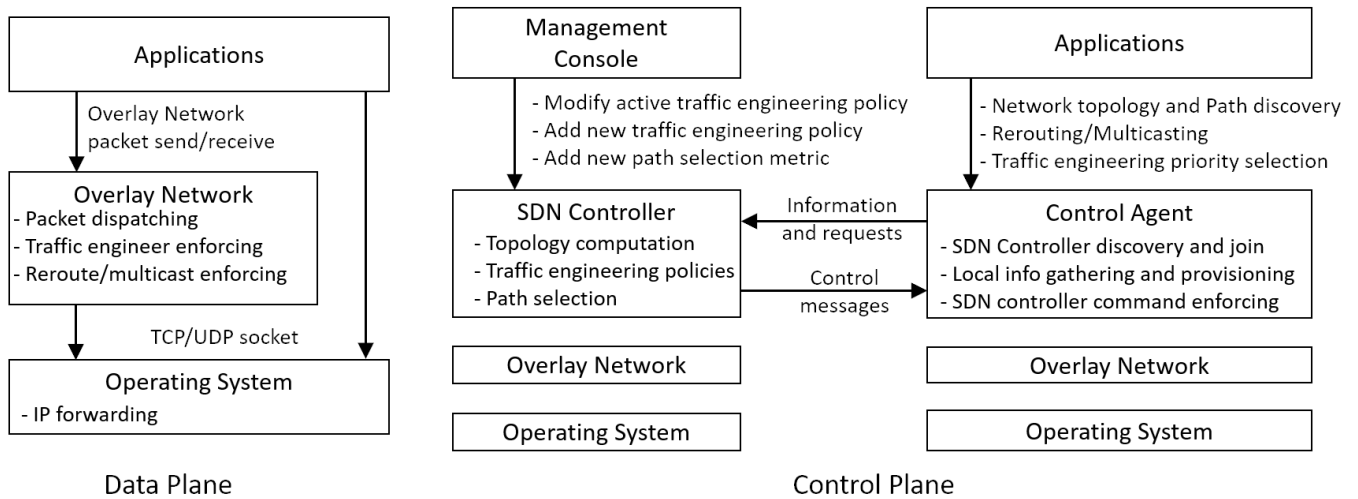 Applications
Overlay Network
packet send/receive
Overlay Network
- Packet dispatching
- Traffic engineer enforcing
- Reroute/multicast enforcing
TCP/UDP socket
Operating System
- IP forwarding
Data Plane
Management
Console
- Modify active traffic engineering policy
- Add new traffic engineering policy
- Add new path selection metric
SDN Controller
- Topology computation
- Traffic engineering policies
- Path selection
Overlay Network
Operating System
Information
and requests
Control
messages
Applications
- Network topology and Path discovery
- Rerouting/Multicasting
- Traffic engineering priority selection
Control Agent
- SDN Controller discovery and join
- Local info gathering and provisioning
- SDN controller command enforcing
Overlay Network
Operating System
Control Plane